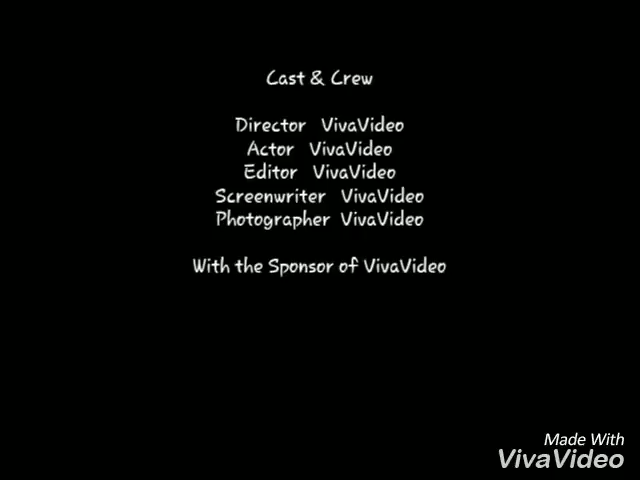 Cast & Crew
Director VivaVideo
Actor VivaVideo
Editor VivaVideo
Screenwriter VivaVideo
Photographer VivaVideo
With the Sponsor of VivaVideo
Made With
VivaVideo